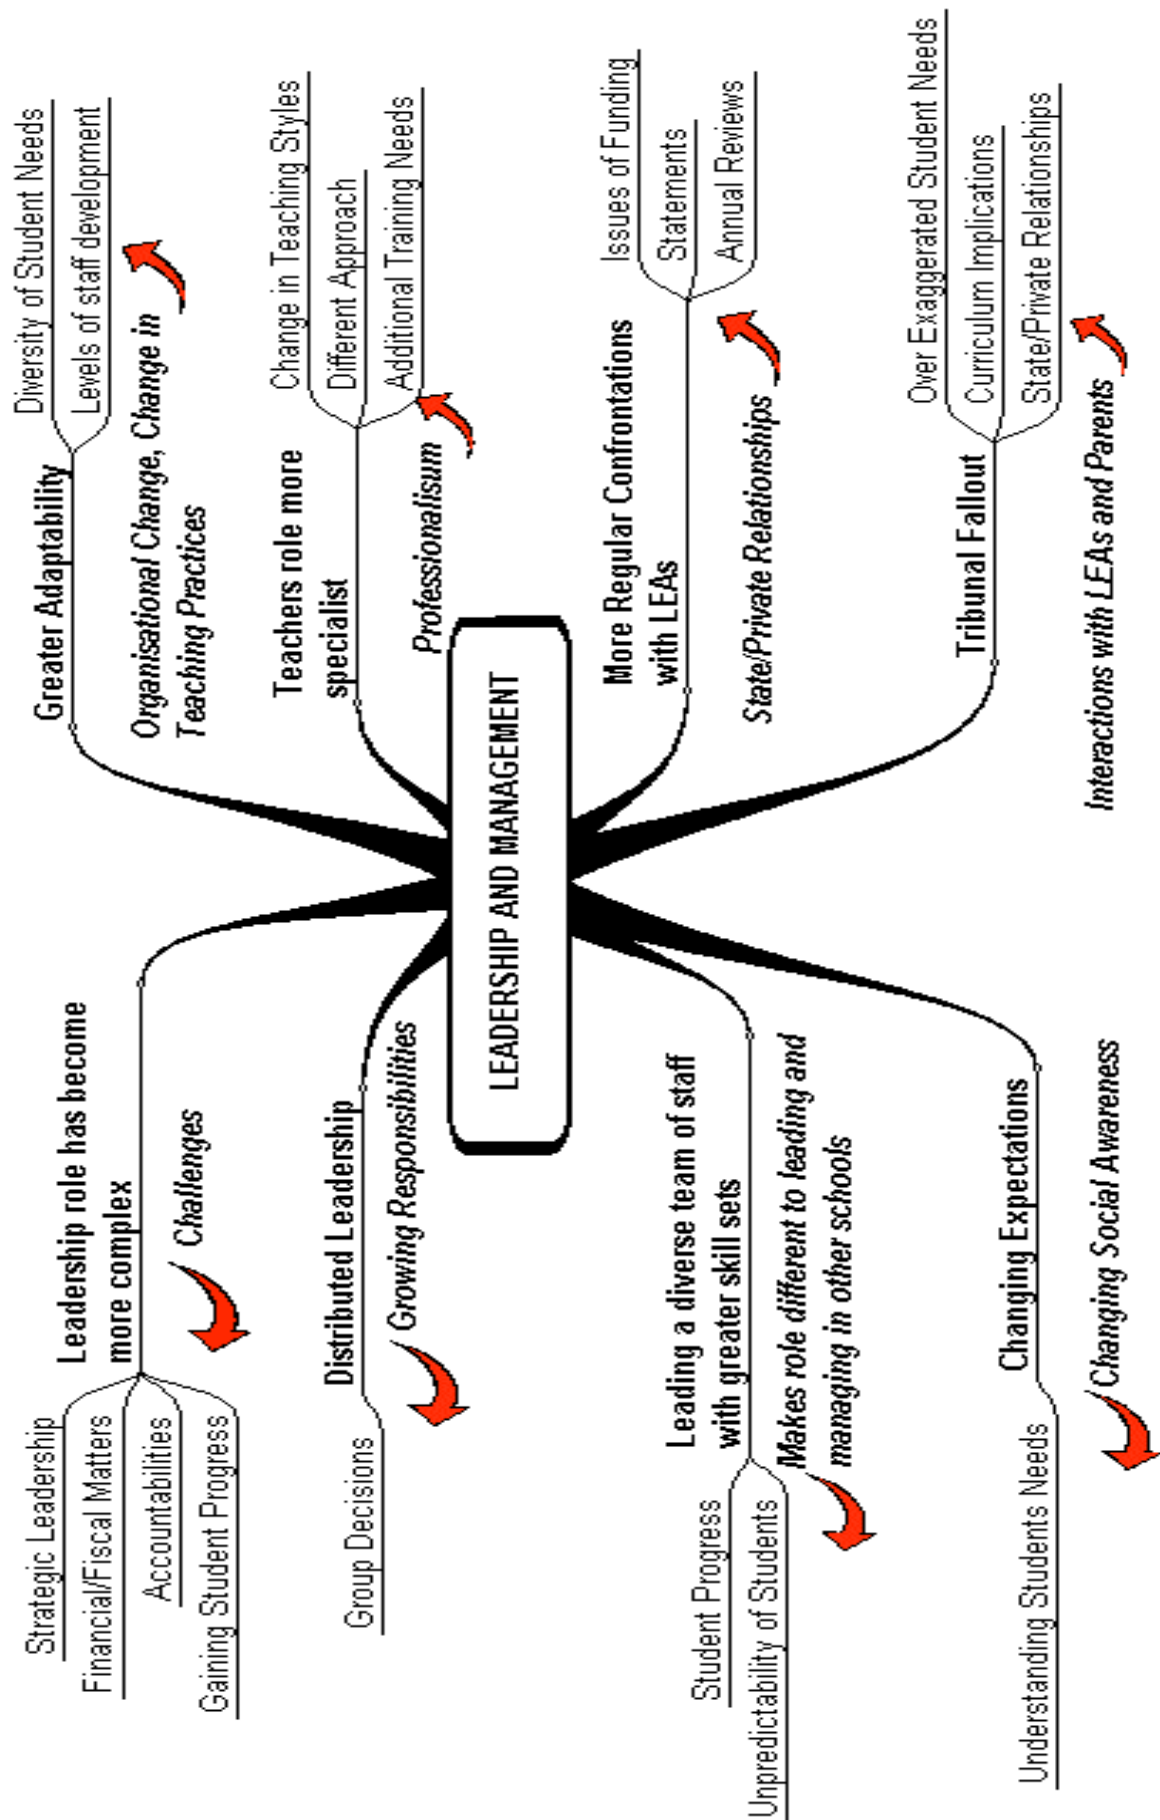 Strategic Leadership
Financial/Fiscal Matters
Accountabilities
Gaining Student Progress
Leadership role has become
more complex
Challenges
Group Decisions
Distributed Leadership
Growing Responsibilities
Student Progress
Unpredictability of Students
Leading a diverse team of staff
with greater skill sets
Makes role different to leading and
managing in other schools
Understanding Students Needs
Changing Expectations
Changing Social Awareness
LEADERSHIP AND MANAGEMENT
Greater Adaptability
Diversity of Student Needs
Levels of staff development
Organisational Change, Change in
Teaching Practices
Teachers role more
specialist
Change in Teaching Styles
Different Approach
Additional Training Needs
Professionalisum
More Regular Confrontations
with LEAs
Issues of Funding
Statements
Annual Reviews
State/Private Relationships
Tribunal Fallout
Over Exaggerated Student Needs
Curriculum Implications
State/Private Relationships
Interactions with LEAs and Parents